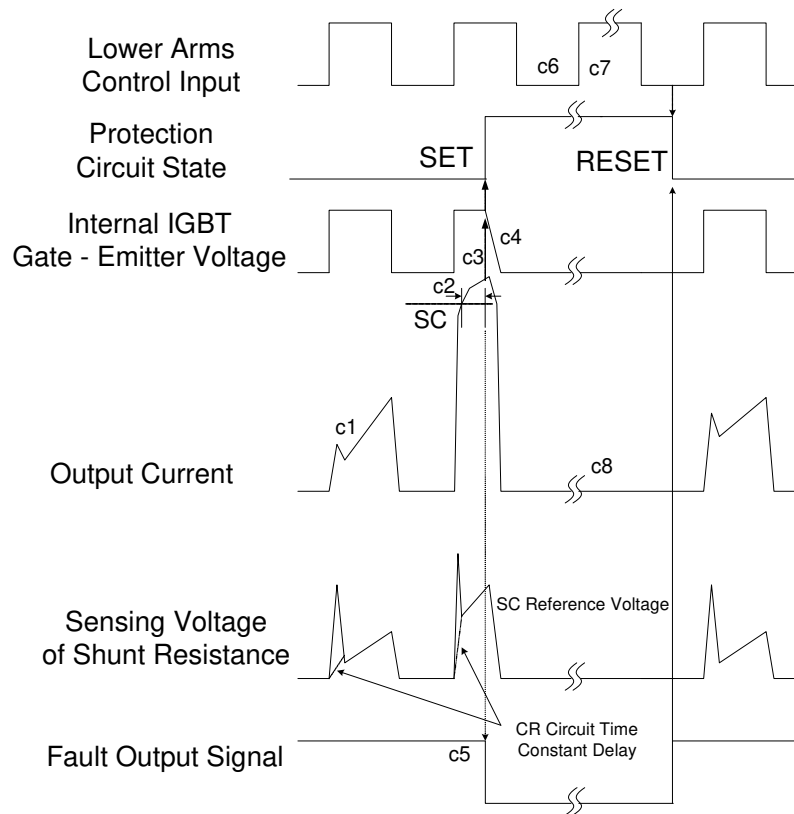 Lower Arms
Control Input
c6
c7
Protection
Circuit State
SET
RESET
Internal IGBT
Gate - Emitter Voltage
c4
c3
c2
SC
c1
Output Current
c8
SC Reference Voltage
Sensing Voltage
of Shunt Resistance
CR Circuit Time
Constant Delay
Fault Output Signal
c5